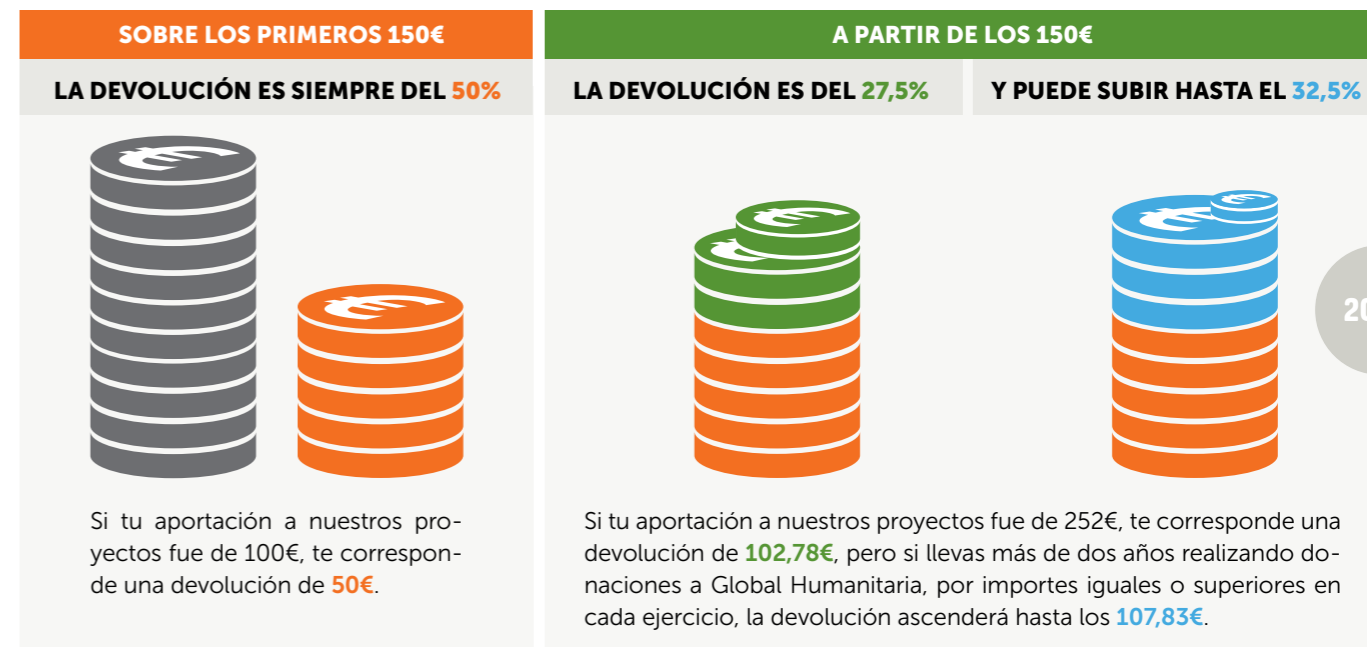 SOBRE LOS PRIMEROS 150€
LA DEVOLUCIÓN ES SIEMPRE DEL 50%
Si tu aportación a nuestros pro-
yectos fue de 100€, te correspon-
de una devolución de 50€.
A PARTIR DE LOS 150€
LA DEVOLUCIÓN ES DEL 27,5%
Y PUEDE SUBIR HASTA EL 32,5%
Si tu aportación a nuestros proyectos fue de 252€, te corresponde una
devolución de 102,78€, pero si llevas más de dos años realizando do-
naciones a Global Humanitaria, por importes iguales o superiores en
cada ejercicio, la devolución ascenderá hasta los 107,83€.